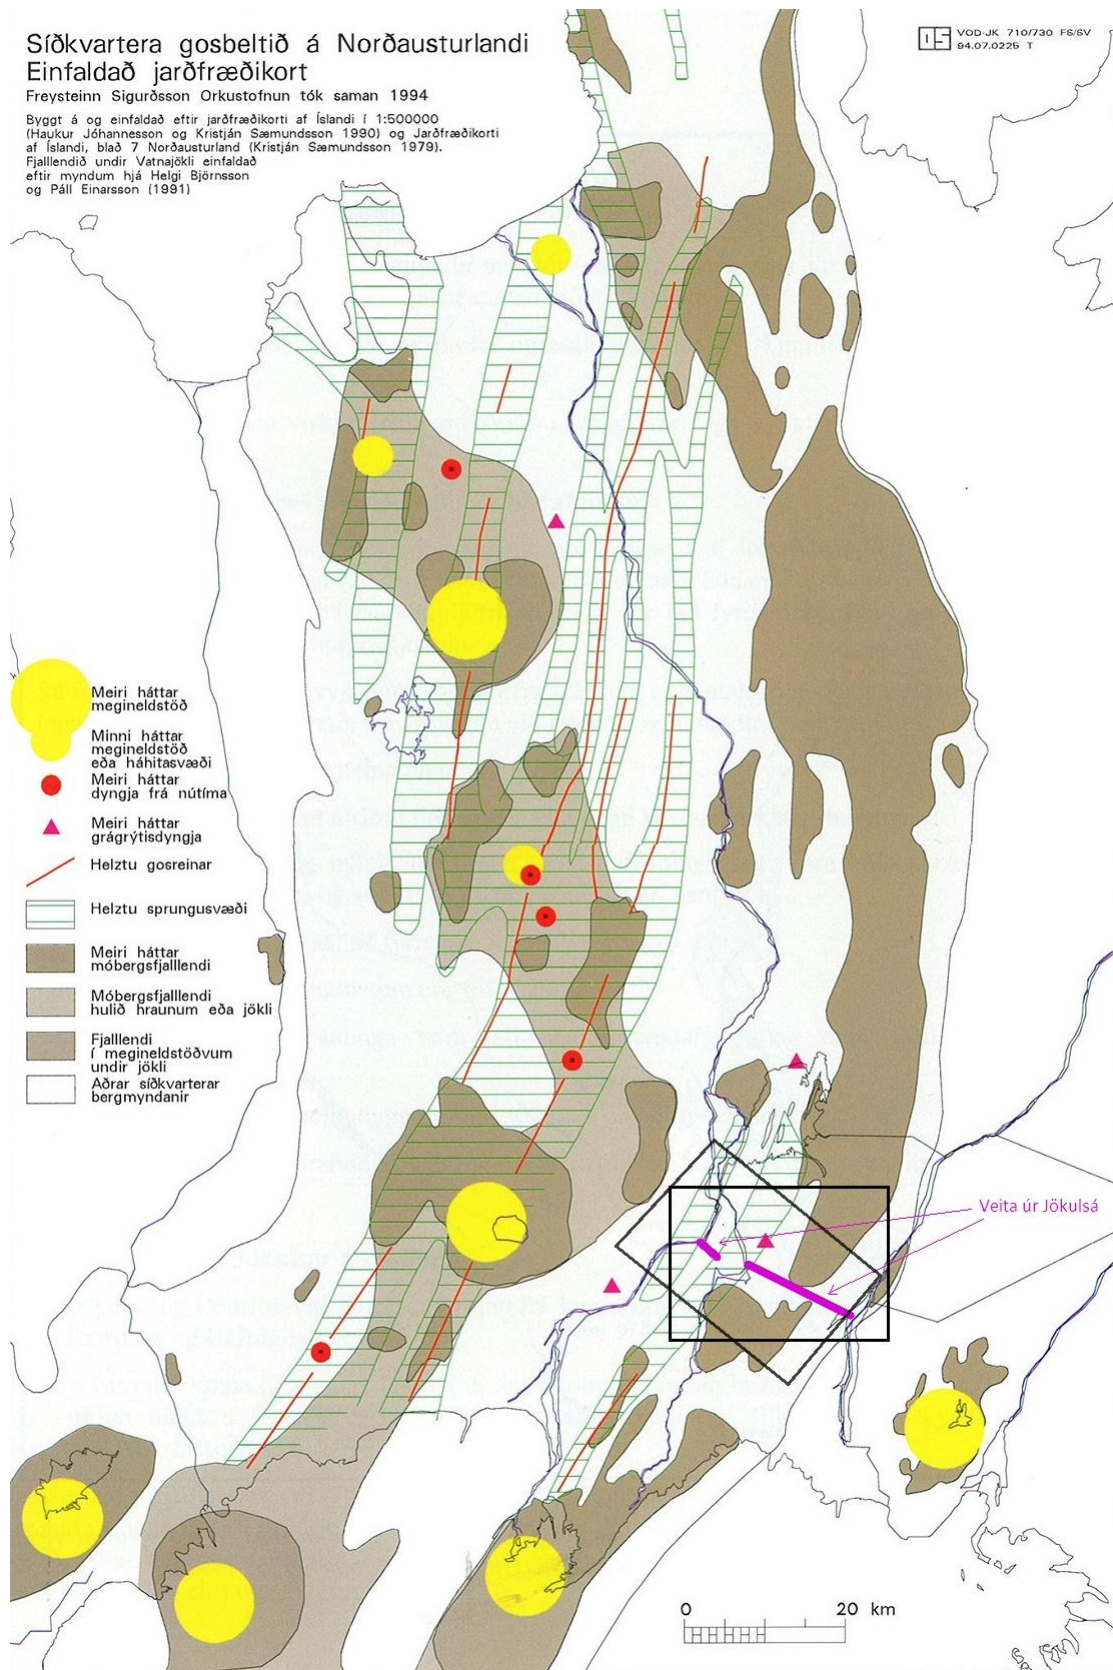 Síðkvartera gosbeltið á Norðausturlandi
Einfaldað jarðfræðikort
Freysteinn Sigurðsson Orkustofnun tók saman 1994
Byggt á og einfaldað eftir jarðfræðikorti af Íslandi í 1:500000
(Haukur Jóhannesson og Kristján Sæmundsson 1990) og Jarðfræðikorti
af Íslandi, blað 7 Norðausturland (Kristján Sæmundsson 1979).
Fjalllendið undir Vatnajökli einfaldað
eftir myndum hjá Helgi Björnsson
og Páll Einarsson (1991)
OS
VOD-JK 710/730 FS/SV
94.07.0225 T
Meiri háttar
megineldstöð
Minni háttar
megineldstöð
eða háhitasvæði
Meiri háttar
dyngja frá nútíma
Meiri háttar
grágrýtisdyngja
Helztu gosreinar
Helztu sprungusvæði
Meiri háttar
móbergsfjalllendi
Móbergsfjalllendi
hulið hraunum eða jökli
Fjalllendi
í megineldstöðvum
undir jökli
Aðrar síðkvarterar
bergmyndanir
Veita úr Jökulsá
0 20 km